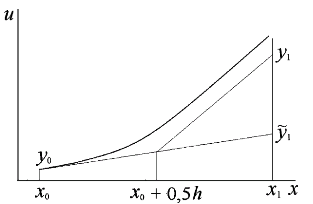 u
y₁
ỹ₁
y₀
x₀ x₀ + 0,5h x₁ x